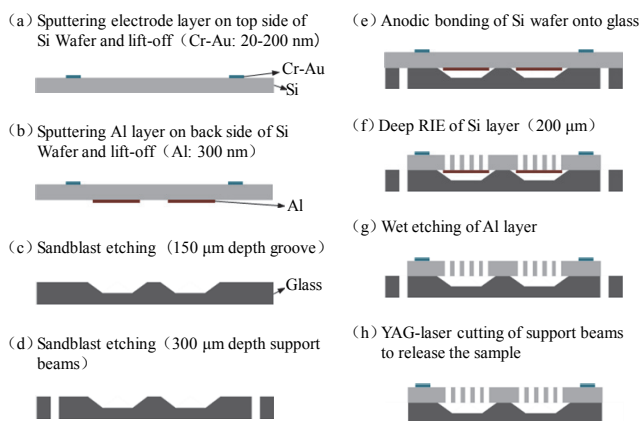 (a) Sputtering electrode layer on top side of
Si Wafer and lift-off（Cr-Au: 20-200 nm）
Cr-Au
Si
(b) Sputtering Al layer on back side of Si
Wafer and lift-off（Al: 300 nm）
Al
(c) Sandblast etching（150 μm depth groove）
Glass
(d) Sandblast etching（300 μm depth support
beams）
(e) Anodic bonding of Si wafer onto glass
(f) Deep RIE of Si layer（200 μm）
(g) Wet etching of Al layer
(h) YAG-laser cutting of support beams
to release the sample